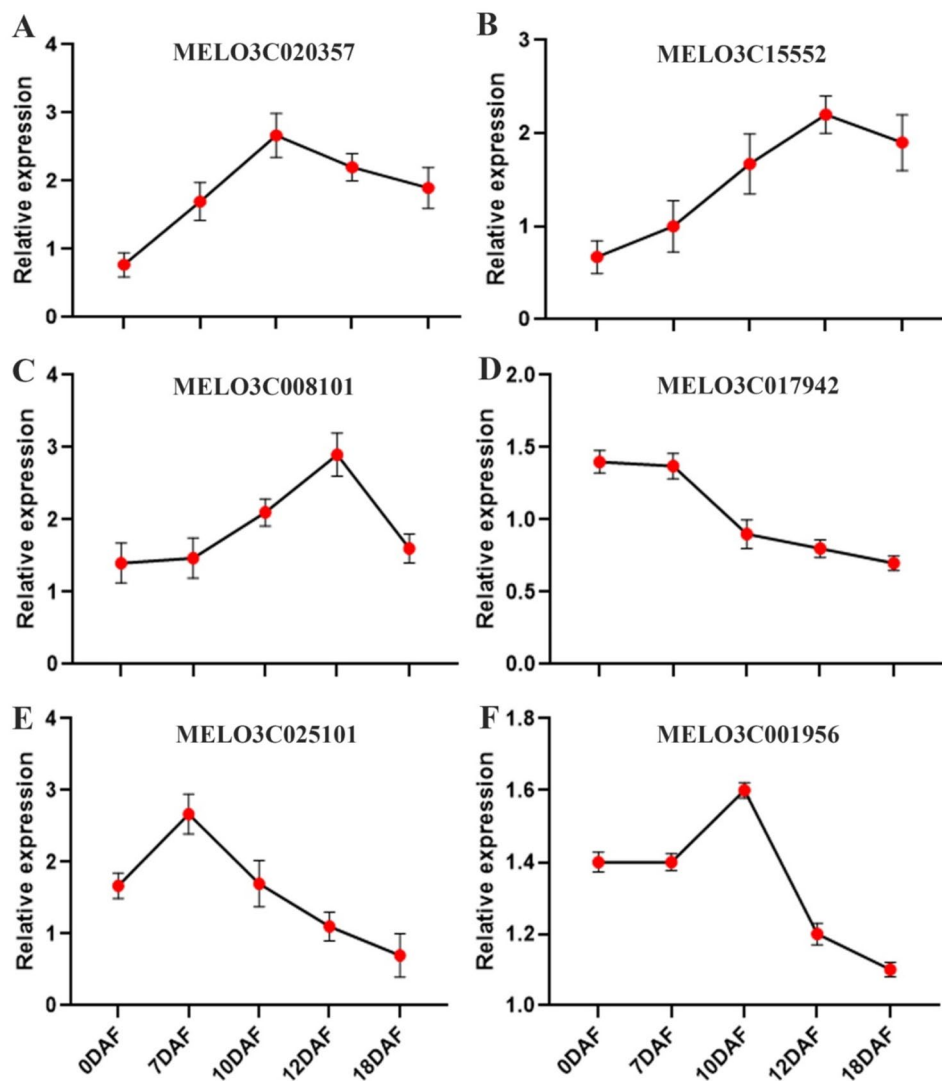 A
MELO3C020357
Relative expression
4
3
2
1
0
B
MELO3C15552
Relative expression
3
2
1
0
C
MELO3C008101
Relative expression
4
3
2
1
0
D
MELO3C017942
Relative expression
2.0
1.5
1.0
0.5
0.0
E
MELO3C025101
Relative expression
4
3
2
1
0
0DAF
7DAF
10DAF
12DAF
18DAF
F
MELO3C001956
Relative expression
1.8
1.6
1.4
1.2
1.0
0DAF
7DAF
10DAF
12DAF
18DAF